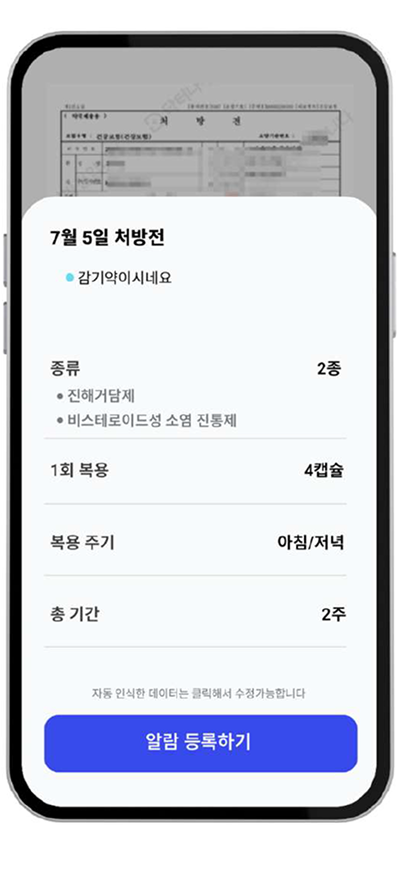 처 방 전
7월 5일 처방전
감기약이시네요
종류 2종
• 진해거담제
• 비스테로이드성 소염 진통제
1회 복용 4캡슐
복용 주기 아침/저녁
총 기간 2주
자동 인식한 데이터는 클릭해서 수정가능합니다
알람 등록하기